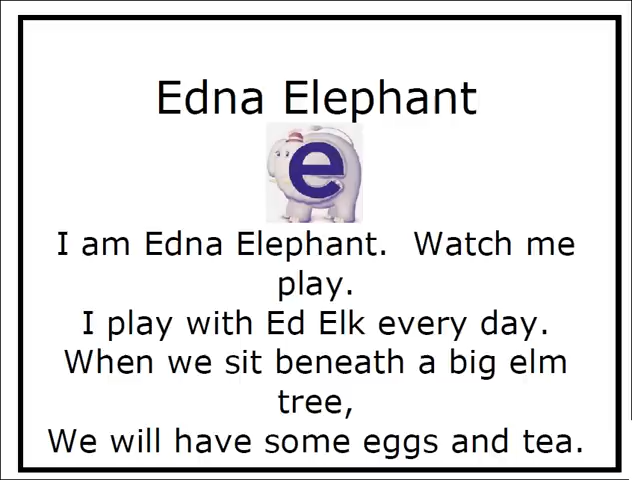 Edna Elephant
e
I am Edna Elephant.  Watch me
play.
I play with Ed Elk every day.
When we sit beneath a big elm
tree,
We will have some eggs and tea.